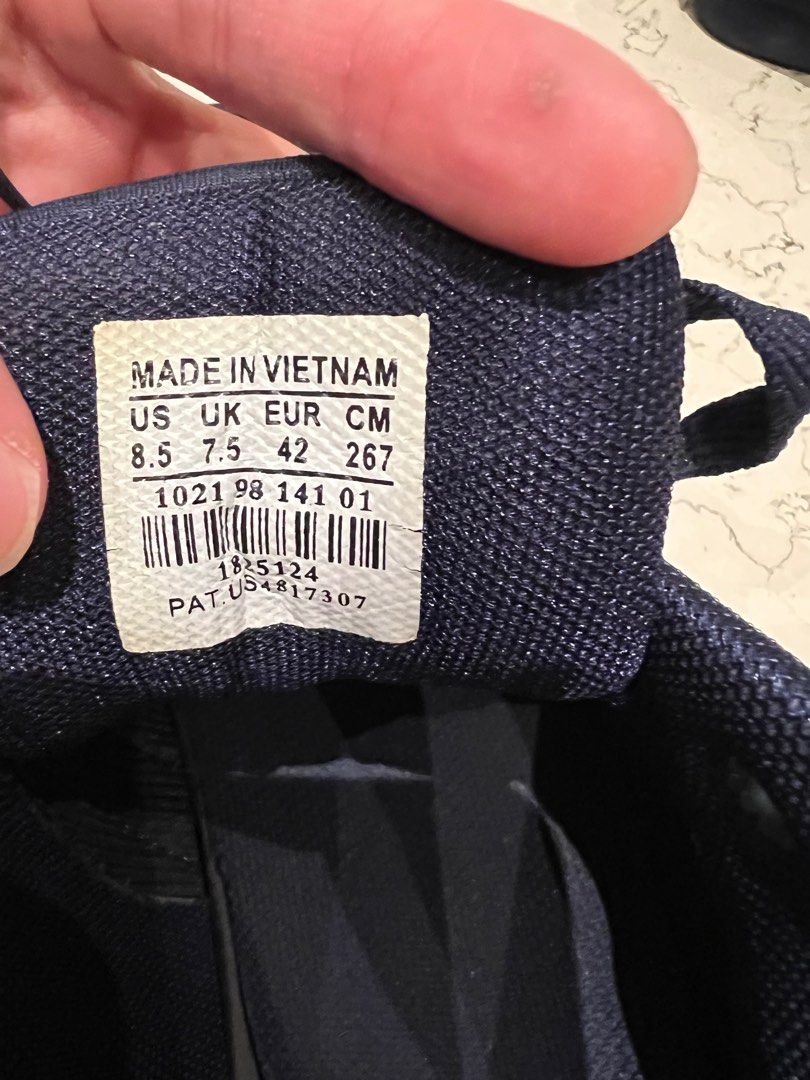 MADE IN VIETNAM
US UK EUR CM
8.5 7.5 42 267
1021 98 141 01
1825124
PAT.US4817307